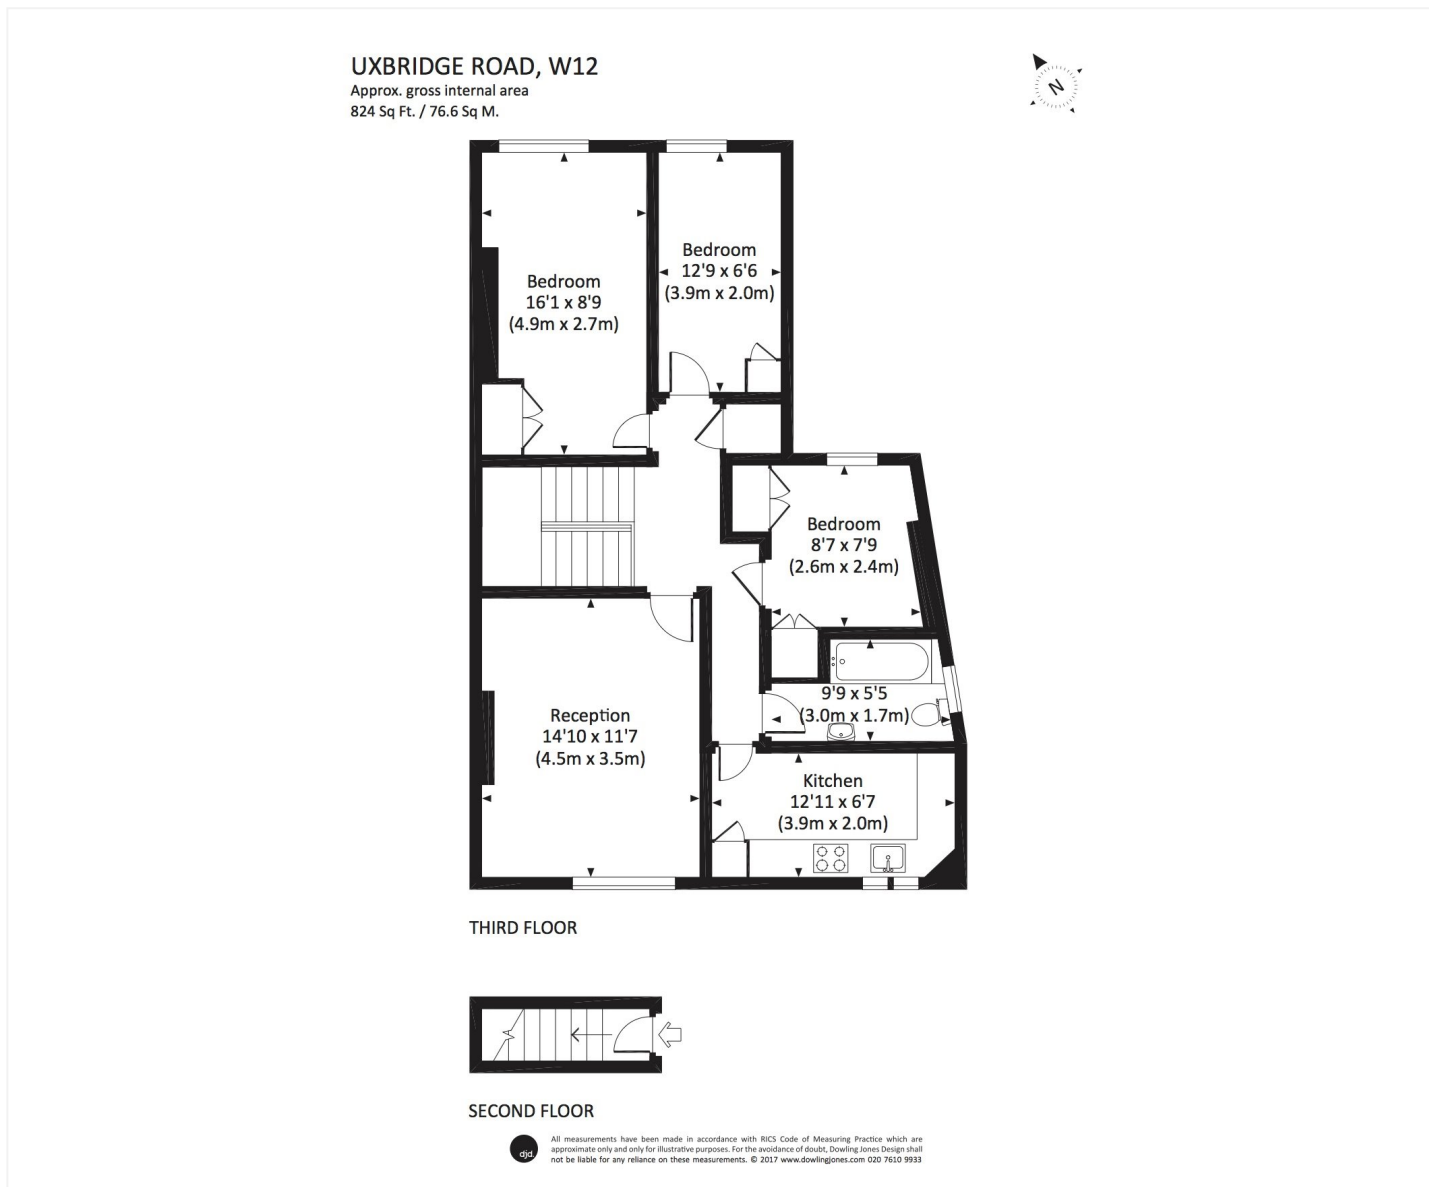 UXBRIDGE ROAD, W12
Approx. gross internal area
824 Sq Ft. / 76.6 Sq M.
N
Bedroom
16'1 x 8'9
(4.9m x 2.7m)
Bedroom
12'9 x 6'6
(3.9m x 2.0m)
Bedroom
8'7 x 7'9
(2.6m x 2.4m)
9'9 x 5'5
(3.0m x 1.7m)
Reception
14'10 x 11'7
(4.5m x 3.5m)
Kitchen
12'11 x 6'7
(3.9m x 2.0m)
THIRD FLOOR
SECOND FLOOR
djd.
All measurements have been made in accordance with RICS Code of Measuring Practice which are
approximate only and only for illustrative purposes. For the avoidance of doubt, Dowling Jones Design shall
not be liable for any reliance on these measurements. © 2017 www.dowlingjones.com 020 7610 9933